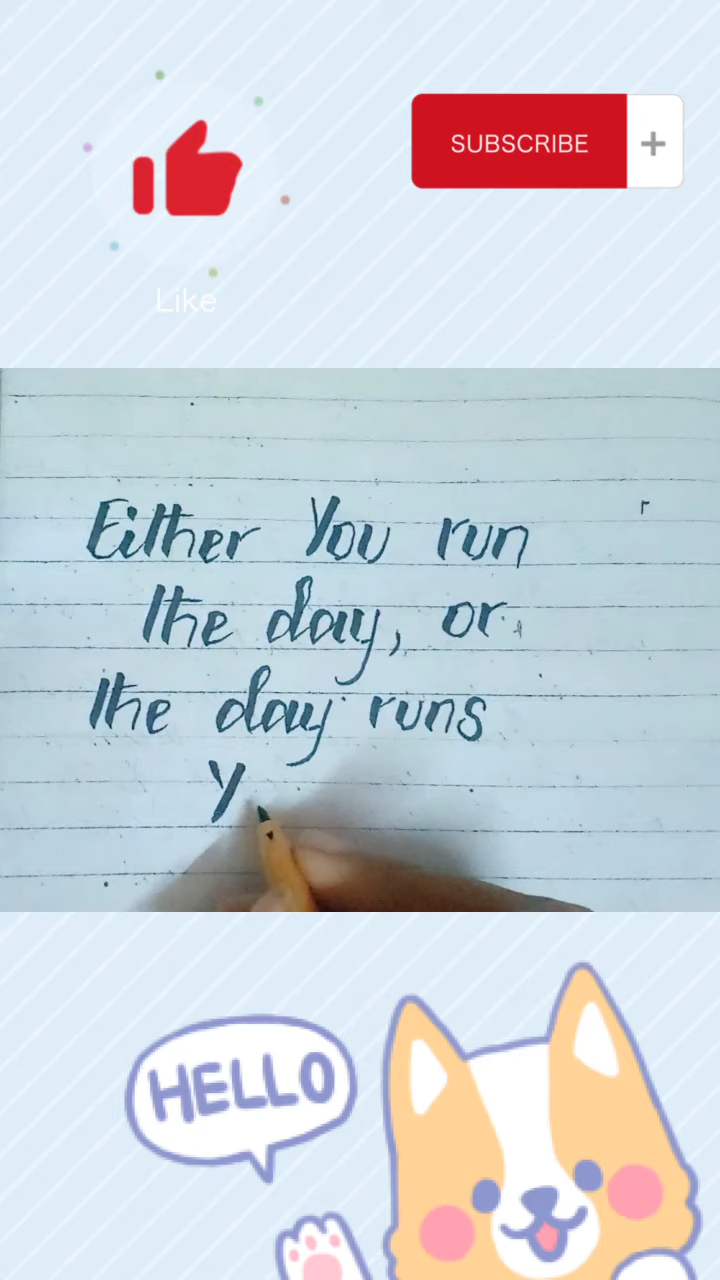 Like
SUBSCRIBE +
Either You run
the day, or
the day runs
y
HELLO